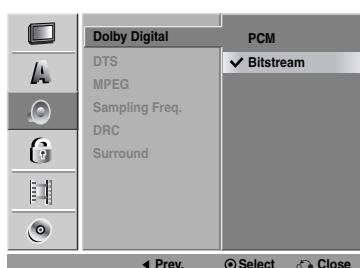 Dolby Digital
DTS
MPEG
Sampling Freq.
DRC
Surround
PCM
✔ Bitstream
◀ Prev. ⊙ Select Close